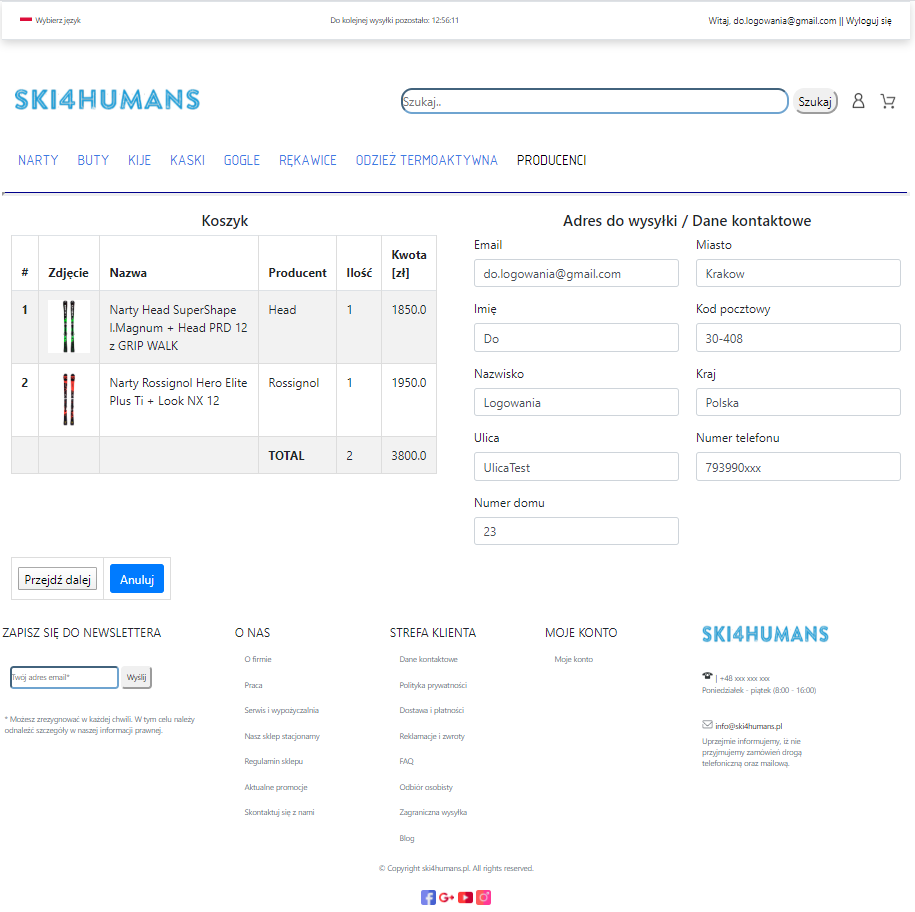 Wybierz język
Do kolejnej wysyłki pozostało: 12:56:11
Witaj, do.logowania@gmail.com || Wyloguj się
SKI4HUMANS
Szukaj..
Szukaj
NARTY BUTY KIJE KASKI GOGLE RĘKAWICE ODZIEŻ TERMOAKTYWNA PRODUCENCI
Koszyk
# Zdjęcie Nazwa Producent Ilość Kwota
[zł]
1 Narty Head SuperShape Head 1 1850.0
I.Magnum + Head PRD 12
z GRIP WALK
2 Narty Rossignol Hero Elite Rossignol 1 1950.0
Plus Ti + Look NX 12
TOTAL 2 3800.0
Adres do wysyłki / Dane kontaktowe
Email
do.logowania@gmail.com
Imię
Do
Nazwisko
Logowania
Ulica
UlicaTest
Numer domu
23
Miasto
Krakow
Kod pocztowy
30-408
Kraj
Polska
Numer telefonu
793990xxx
Przejdź dalej
Anuluj
ZAPISZ SIĘ DO NEWSLETTERA
Twój adres email*
Wyślij
* Możesz zrezygnować w każdej chwili. W tym celu należy
odnaleźć szczegóły w naszej informacji prawnej.
O NAS
O firmie
Praca
Serwis i wypożyczalnia
Nasz sklep stacjonarny
Regulamin sklepu
Aktualne promocje
Skontaktuj się z nami
STREFA KLIENTA
Dane kontaktowe
Polityka prywatności
Dostawa i płatności
Reklamacje i zwroty
FAQ
Odbiór osobisty
Zagraniczna wysyłka
Blog
MOJE KONTO
Moje konto
SKI4HUMANS
| +48 xxx xxx xxx
Poniedziałek - piątek (8:00 - 16:00)
info@ski4humans.pl
Uprzejmie informujemy, iż nie
przyjmujemy zamówień drogą
telefoniczną oraz mailową.
© Copyright ski4humans.pl. All rights reserved.